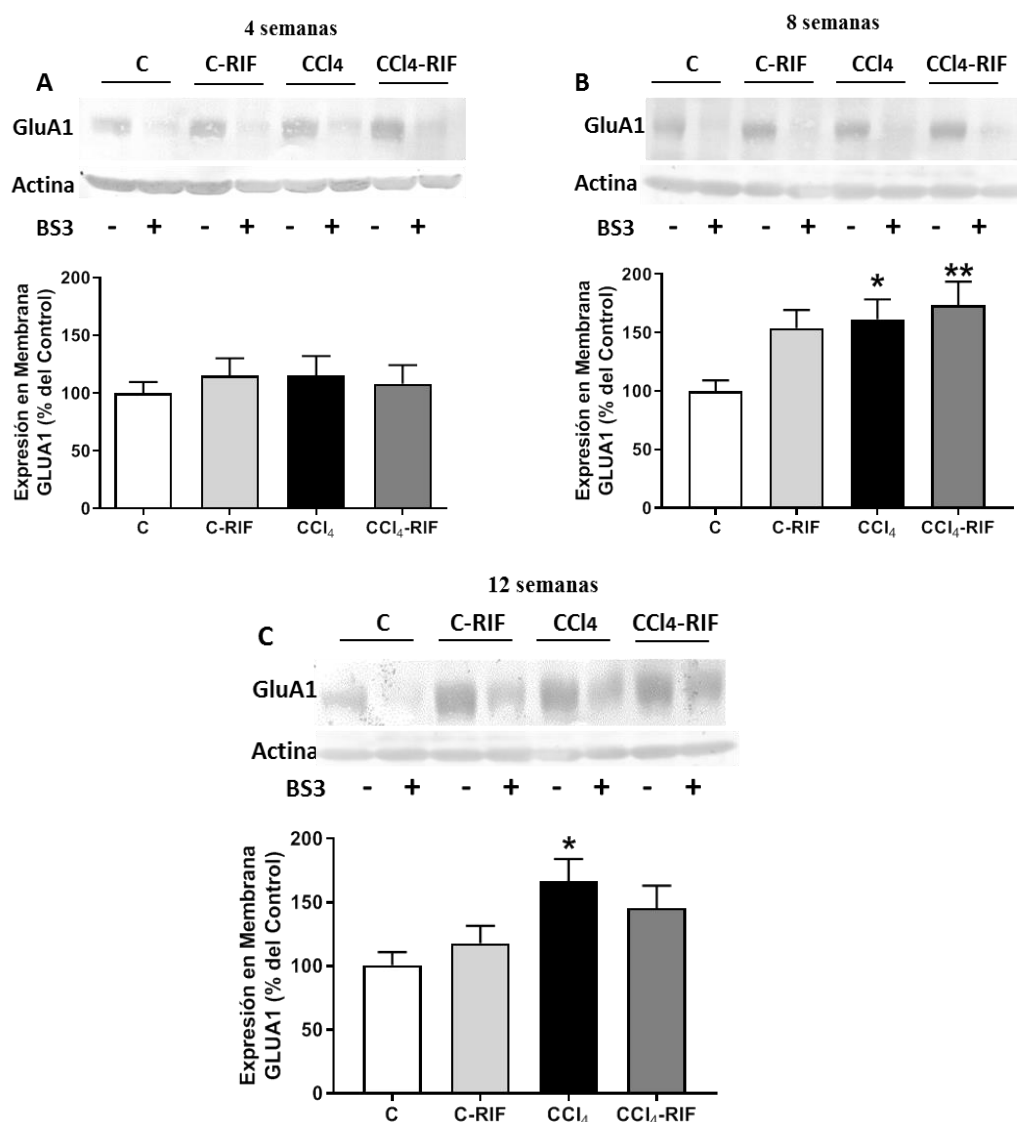 4 semanas
A
C C-RIF CCl4 CCl4-RIF
GluA1
Actina
BS3 - + - + - + - +
Expresión en Membrana
GLUA1 (% del Control)
200
150
100
50
0
C C-RIF CCl₄ CCl₄-RIF
8 semanas
B
C C-RIF CCl4 CCl4-RIF
GluA1
Actina
BS3 - + - + - + - +
Expresión en Membrana
GLUA1 (% del Control)
200
150
100
50
0
* **
C C-RIF CCl₄ CCl₄-RIF
12 semanas
C
C C-RIF CCl4 CCl4-RIF
GluA1
Actina
BS3 - + - + - + - +
Expresión en Membrana
GLUA1 (% del Control)
200
150
100
50
0
*
C C-RIF CCl₄ CCl₄-RIF